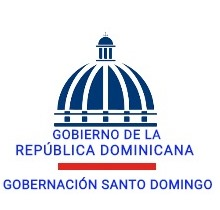 GOBIERNO DE LA
REPÚBLICA DOMINICANA
GOBERNACIÓN SANTO DOMINGO